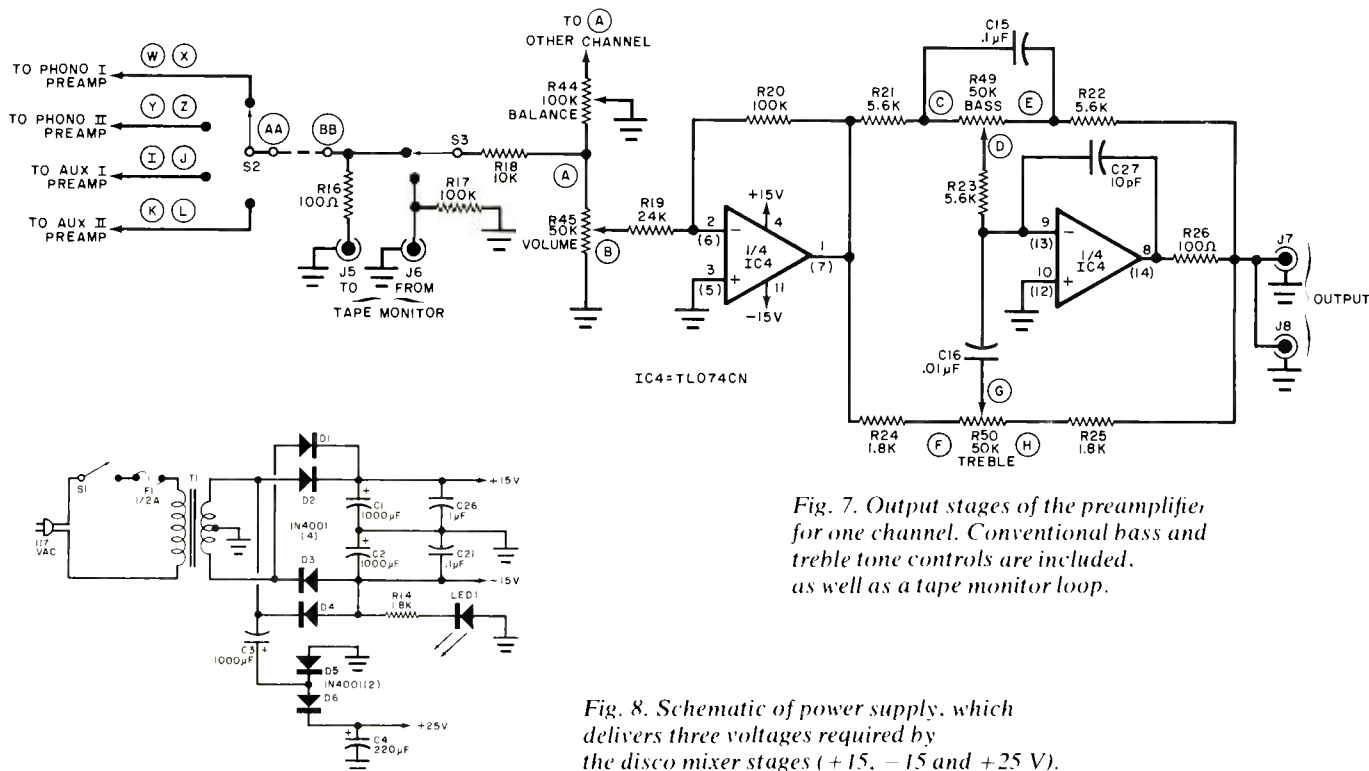 TO A
OTHER CHANNEL
C15
.1µF
W X
TO PHONO I
PREAMP
Y Z
TO PHONO II
PREAMP
I J
TO AUX I
PREAMP
K L
TO AUX II
PREAMP
S2
AA
BB
R16
100Ω
J5
TO
J6
FROM
TAPE MONITOR
R17
100K
S3
R18
10K
R44
100K
BALANCE
A
R45
50K
VOLUME
B
R19
24K
R20
100K
2
(6)
3
(5)
+15V
4
1/4
IC4
11
-15V
1
(7)
IC4=TL074CN
R21
5.6K
C
R49
50K
BASS
E
R22
5.6K
D
R23
5.6K
C27
10pF
9
(13)
10
(12)
1/4
IC4
8
(14)
R26
100Ω
J7
J8
OUTPUT
C16
.01µF
G
R24
1.8K
F
R50
50K
TREBLE
H
R25
1.8K
Fig. 7. Output stages of the preamplifier
for one channel. Conventional bass and
treble tone controls are included,
as well as a tape monitor loop.
S1
F1
1/2A
T1
117
VAC
D1
D2
1N4001
(4)
D3
D4
C1
1000µF
C2
1000µF
C26
.1µF
C21
.1µF
+15V
-15V
R14
1.8K
LED1
C3
1000µF
D5
1N4001(2)
D6
+25V
C4
220µF
Fig. 8. Schematic of power supply, which
delivers three voltages required by
the disco mixer stages (+15, −15 and +25 V).